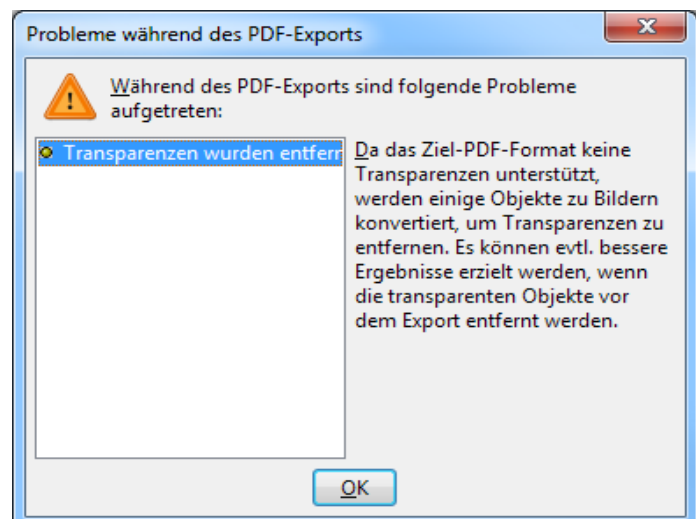 Probleme während des PDF-Exports
Während des PDF-Exports sind folgende Probleme
aufgetreten:
Transparenzen wurden entfern
Da das Ziel-PDF-Format keine
Transparenzen unterstützt,
werden einige Objekte zu Bildern
konvertiert, um Transparenzen zu
entfernen. Es können evtl. bessere
Ergebnisse erzielt werden, wenn
die transparenten Objekte vor
dem Export entfernt werden.
OK